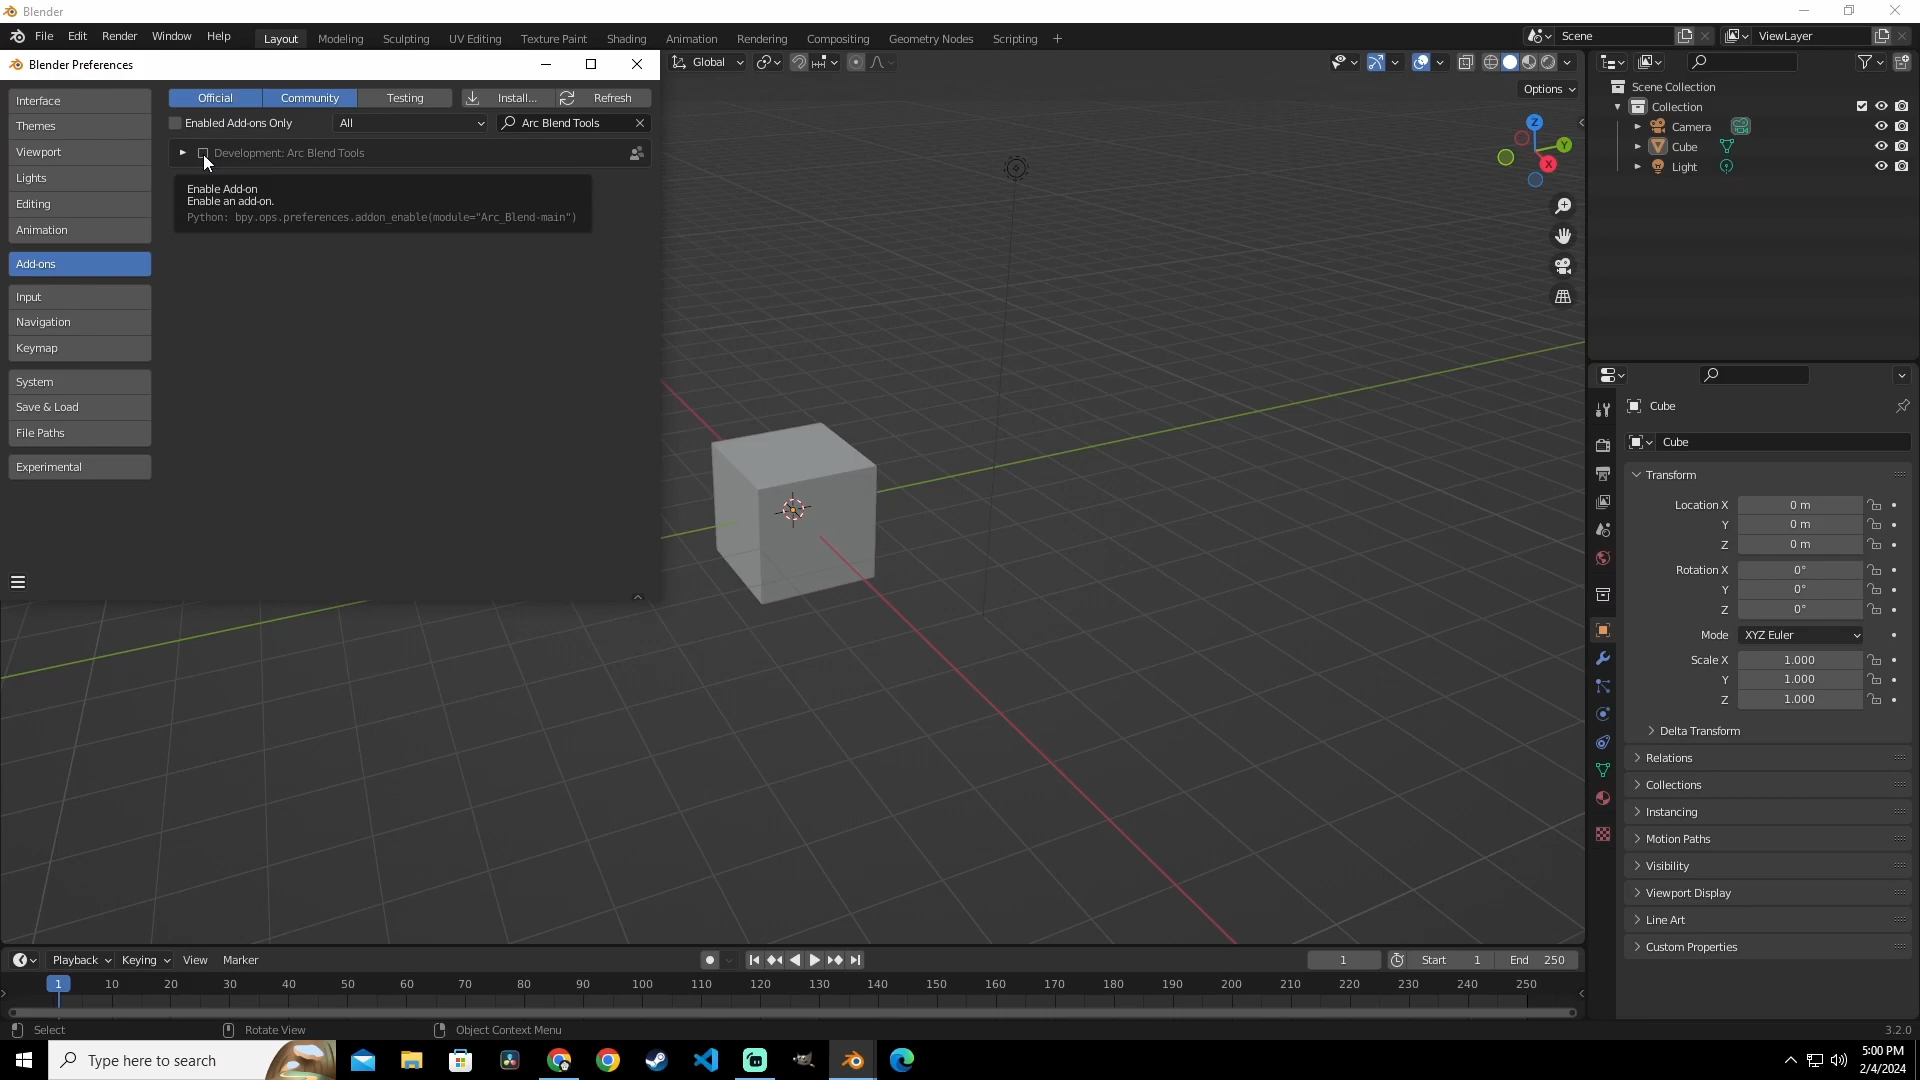 Blender
File Edit Render Window Help Layout Modeling Sculpting UV Editing Texture Paint Shading Animation Rendering Compositing Geometry Nodes Scripting + Scene ViewLayer
Blender Preferences
Global
Options
Interface
Themes
Viewport
Lights
Editing
Animation
Add-ons
Input
Navigation
Keymap
System
Save & Load
File Paths
Experimental
Official Community Testing Install... Refresh
Enabled Add-ons Only All Arc Blend Tools
Development: Arc Blend Tools
Enable Add-on
Enable an add-on.
Python: bpy.ops.preferences.addon_enable(module="Arc_Blend-main")
Z
Y
X
Scene Collection
Collection
Camera
Cube
Light
Cube
Cube
Transform
Location X 0 m
Y 0 m
Z 0 m
Rotation X 0°
Y 0°
Z 0°
Mode XYZ Euler
Scale X 1.000
Y 1.000
Z 1.000
Delta Transform
Relations
Collections
Instancing
Motion Paths
Visibility
Viewport Display
Line Art
Custom Properties
Playback Keying View Marker 1 Start 1 End 250
1 10 20 30 40 50 60 70 80 90 100 110 120 130 140 150 160 170 180 190 200 210 220 230 240 250
Select Rotate View Object Context Menu 3.2.0
Type here to search
5:00 PM
2/4/2024